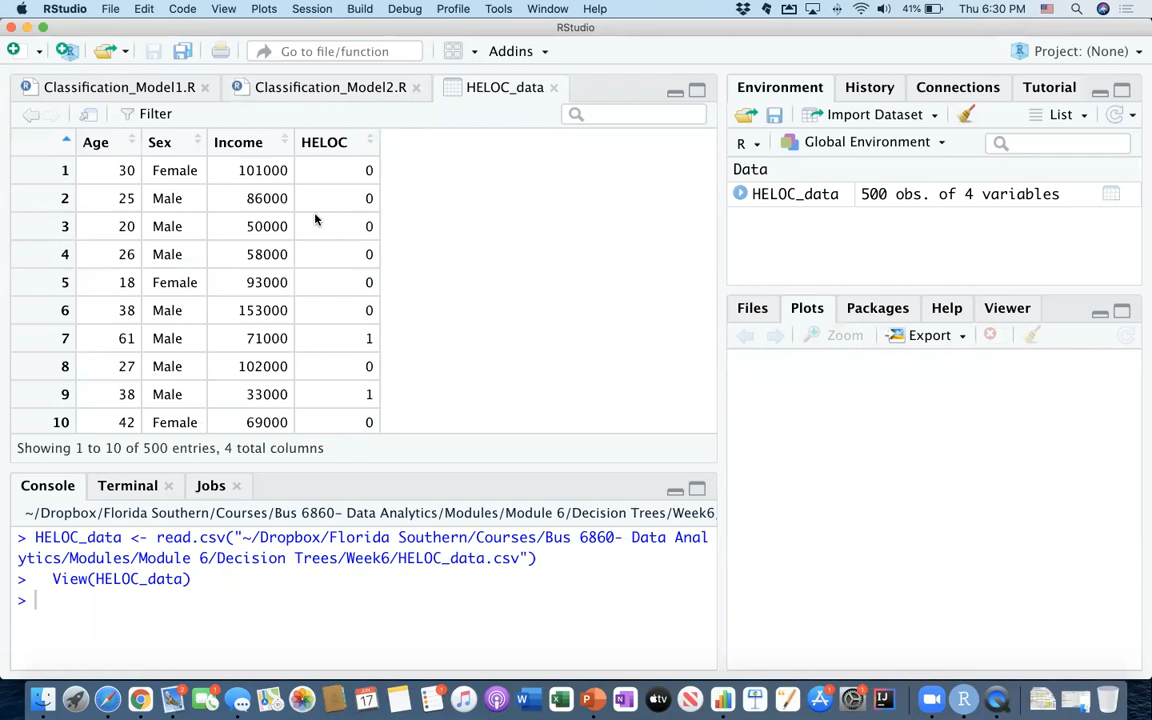 RStudio File Edit Code View Plots Session Build Debug Profile Tools Window Help 41% Thu 6:30 PM
RStudio
Go to file/function Addins Project: (None)
Classification_Model1.R Classification_Model2.R HELOC_data
Filter
Age Sex Income HELOC
1 30 Female 101000 0
2 25 Male 86000 0
3 20 Male 50000 0
4 26 Male 58000 0
5 18 Female 93000 0
6 38 Male 153000 0
7 61 Male 71000 1
8 27 Male 102000 0
9 38 Male 33000 1
10 42 Female 69000 0
Showing 1 to 10 of 500 entries, 4 total columns
Console Terminal Jobs
~/Dropbox/Florida Southern/Courses/Bus 6860- Data Analytics/Modules/Module 6/Decision Trees/Week6
> HELOC_data <- read.csv("~/Dropbox/Florida Southern/Courses/Bus 6860- Data Anal
ytics/Modules/Module 6/Decision Trees/Week6/HELOC_data.csv")
> View(HELOC_data)
>
Environment History Connections Tutorial
Import Dataset List
R Global Environment
Data
HELOC_data 500 obs. of 4 variables
Files Plots Packages Help Viewer
Zoom Export